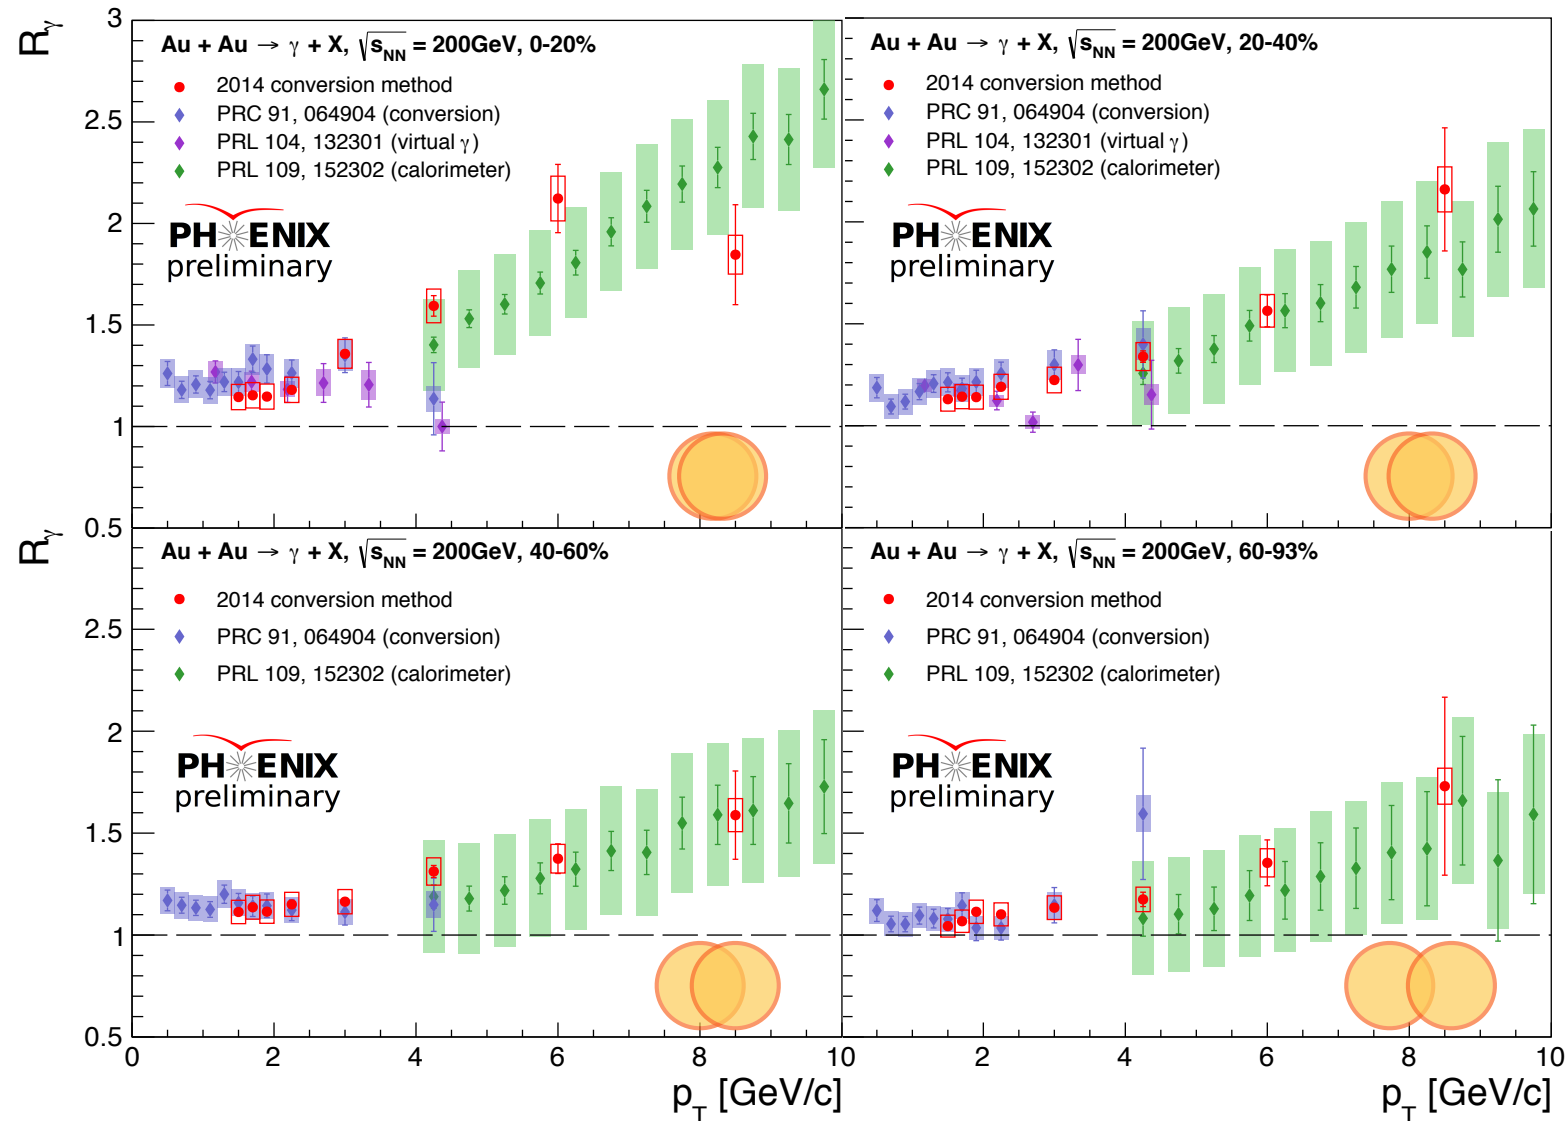 Rγ
3
2.5
2
1.5
1
0.5
Au + Au → γ + X, √sNN = 200GeV, 0-20%
2014 conversion method
PRC 91, 064904 (conversion)
PRL 104, 132301 (virtual γ)
PRL 109, 152302 (calorimeter)
PHENIX
preliminary
Au + Au → γ + X, √sNN = 200GeV, 20-40%
2014 conversion method
PRC 91, 064904 (conversion)
PRL 104, 132301 (virtual γ)
PRL 109, 152302 (calorimeter)
PHENIX
preliminary
Rγ
2.5
2
1.5
1
0.5
Au + Au → γ + X, √sNN = 200GeV, 40-60%
2014 conversion method
PRC 91, 064904 (conversion)
PRL 109, 152302 (calorimeter)
PHENIX
preliminary
Au + Au → γ + X, √sNN = 200GeV, 60-93%
2014 conversion method
PRC 91, 064904 (conversion)
PRL 109, 152302 (calorimeter)
PHENIX
preliminary
0 2 4 6 8 10
2 4 6 8 10
pT [GeV/c]
pT [GeV/c]